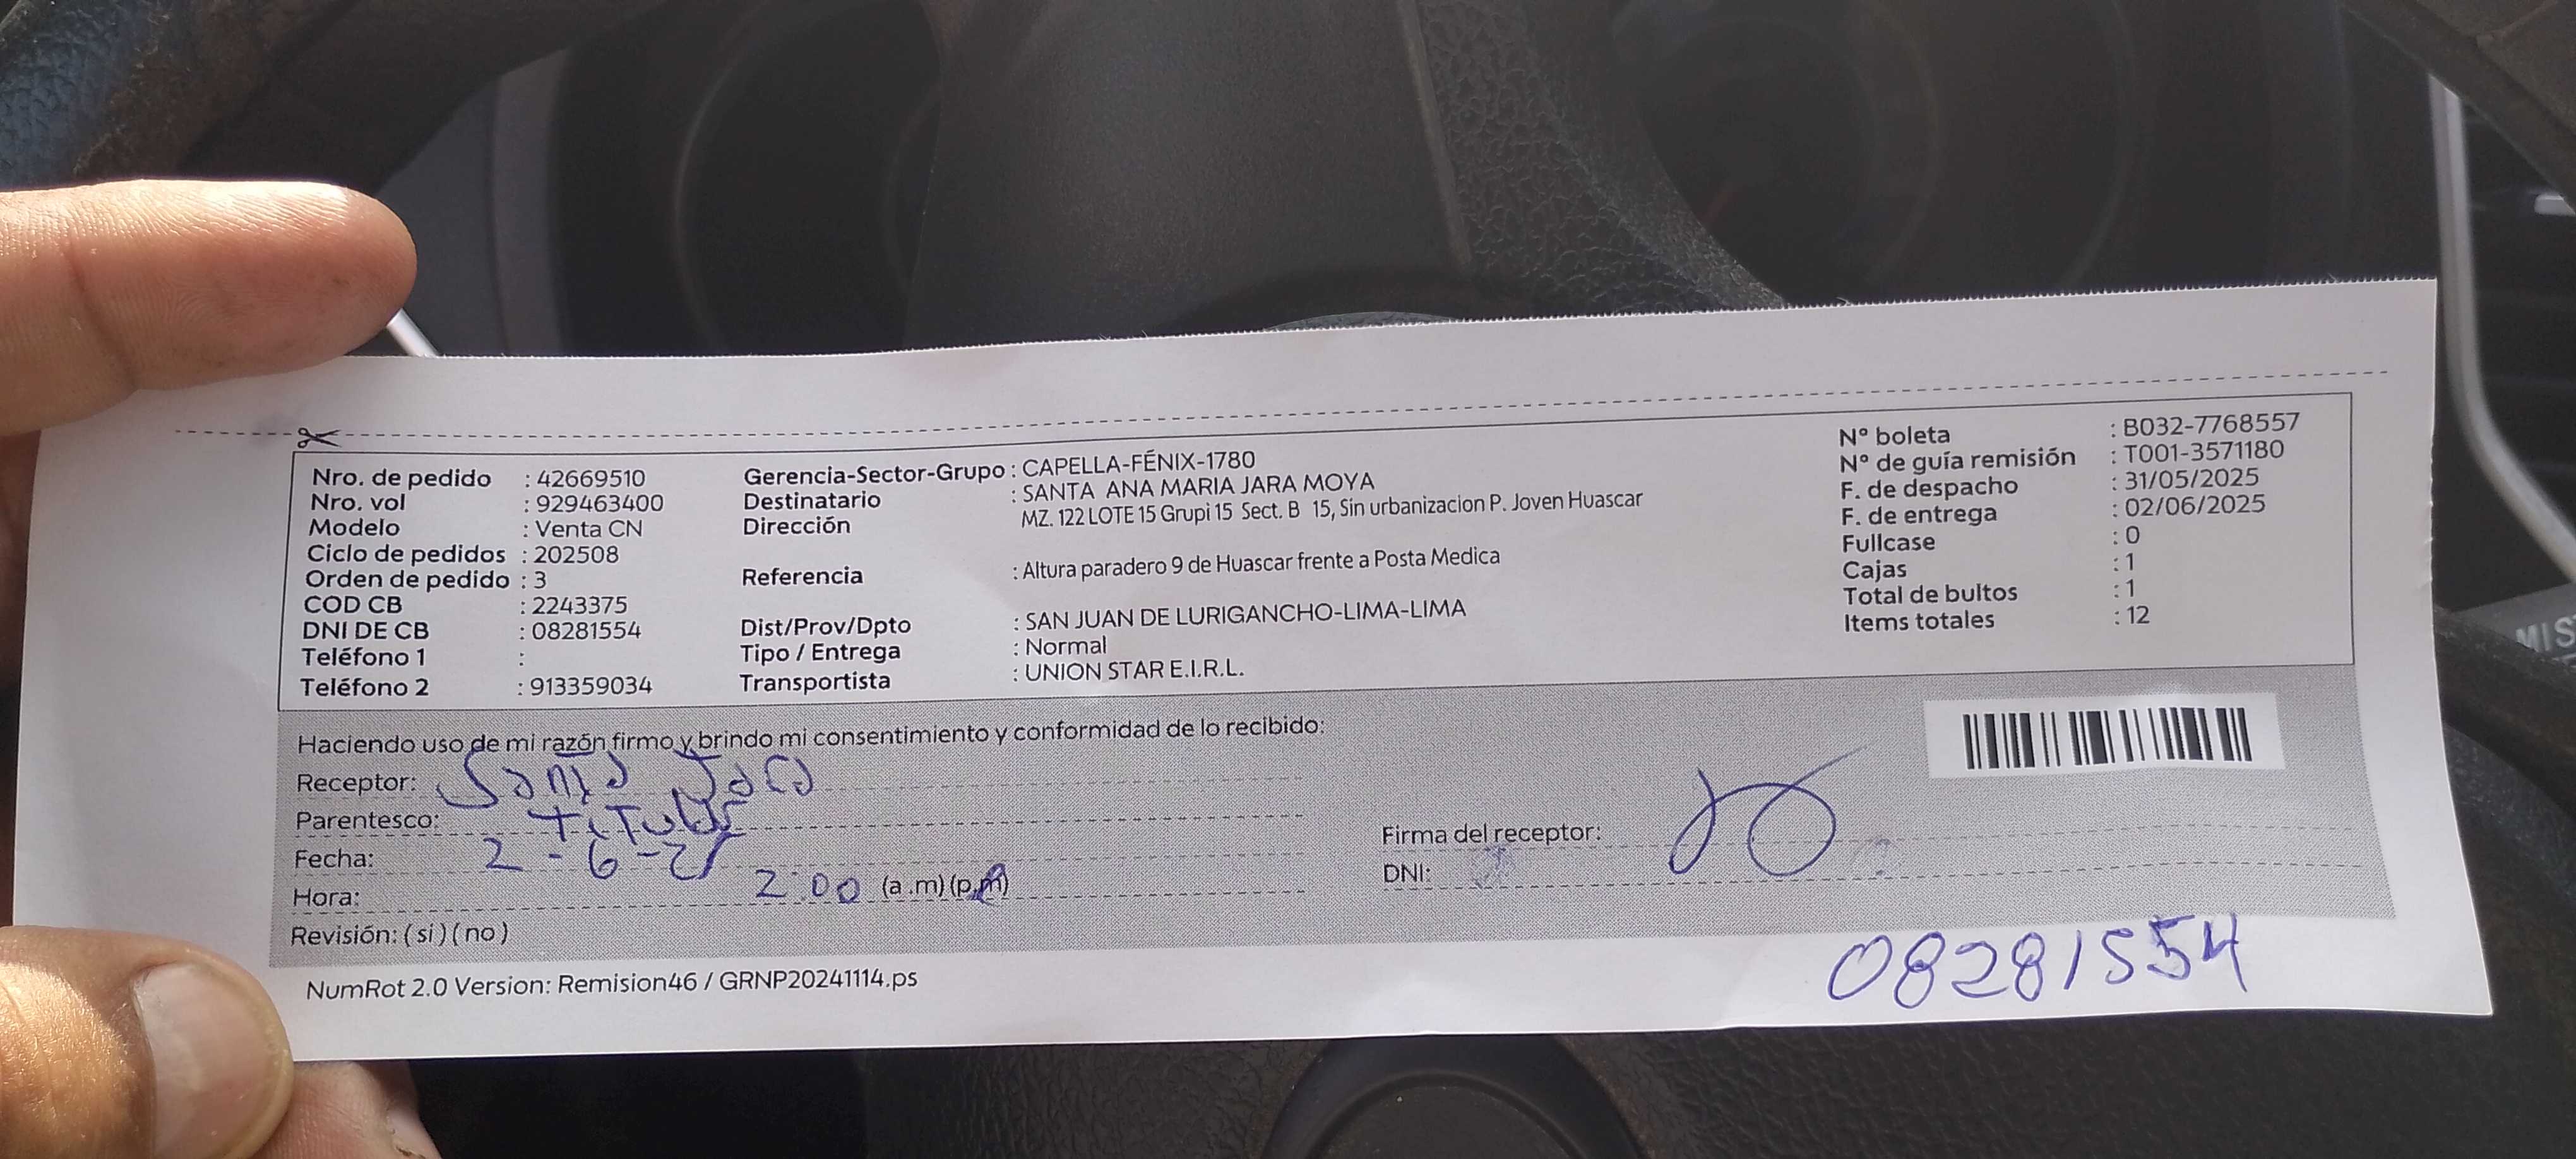 Nro. de pedido : 42669510
Nro. vol : 929463400
Modelo : Venta CN
Ciclo de pedidos : 202508
Orden de pedido : 3
COD CB : 2243375
DNI DE CB : 08281554
Teléfono 1 :
Teléfono 2 : 913359034
Gerencia-Sector-Grupo : CAPELLA-FÉNIX-1780
Destinatario : SANTA ANA MARIA JARA MOYA
Dirección MZ. 122 LOTE 15 Grupi 15 Sect. B 15, Sin urbanizacion P. Joven Huascar
Referencia : Altura paradero 9 de Huascar frente a Posta Medica
Dist/Prov/Dpto : SAN JUAN DE LURIGANCHO-LIMA-LIMA
Tipo / Entrega : Normal
Transportista : UNION STAR E.I.R.L.
N° boleta : B032-7768557
N° de guía remisión : T001-3571180
F. de despacho : 31/05/2025
F. de entrega : 02/06/2025
Fullcase : 0
Cajas : 1
Total de bultos : 1
Items totales : 12
Haciendo uso de mi razón firmo y brindo mi consentimiento y conformidad de lo recibido:
Receptor: Santa Jara
Parentesco: Titular
Fecha: 2-6-25
Hora: 2:00 (a.m)(p.m)
Revisión: ( si ) ( no )
Firma del receptor:
DNI:
08281554
NumRot 2.0 Version: Remision46 / GRNP20241114.ps